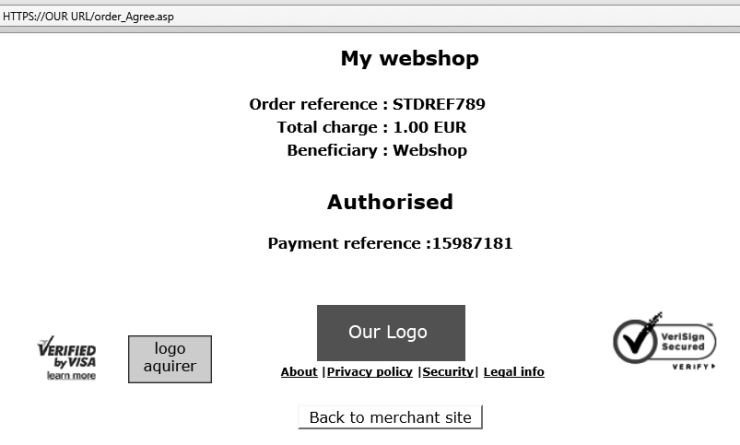 HTTPS://OUR URL/order_Agree.asp
My webshop
Order reference : STDREF789
Total charge : 1.00 EUR
Beneficiary : Webshop
Authorised
Payment reference :15987181
VERIFIED
by VISA
learn more
logo
aquirer
Our Logo
About |Privacy policy |Security| Legal info
VeriSign
Secured
VERIFY
Back to merchant site